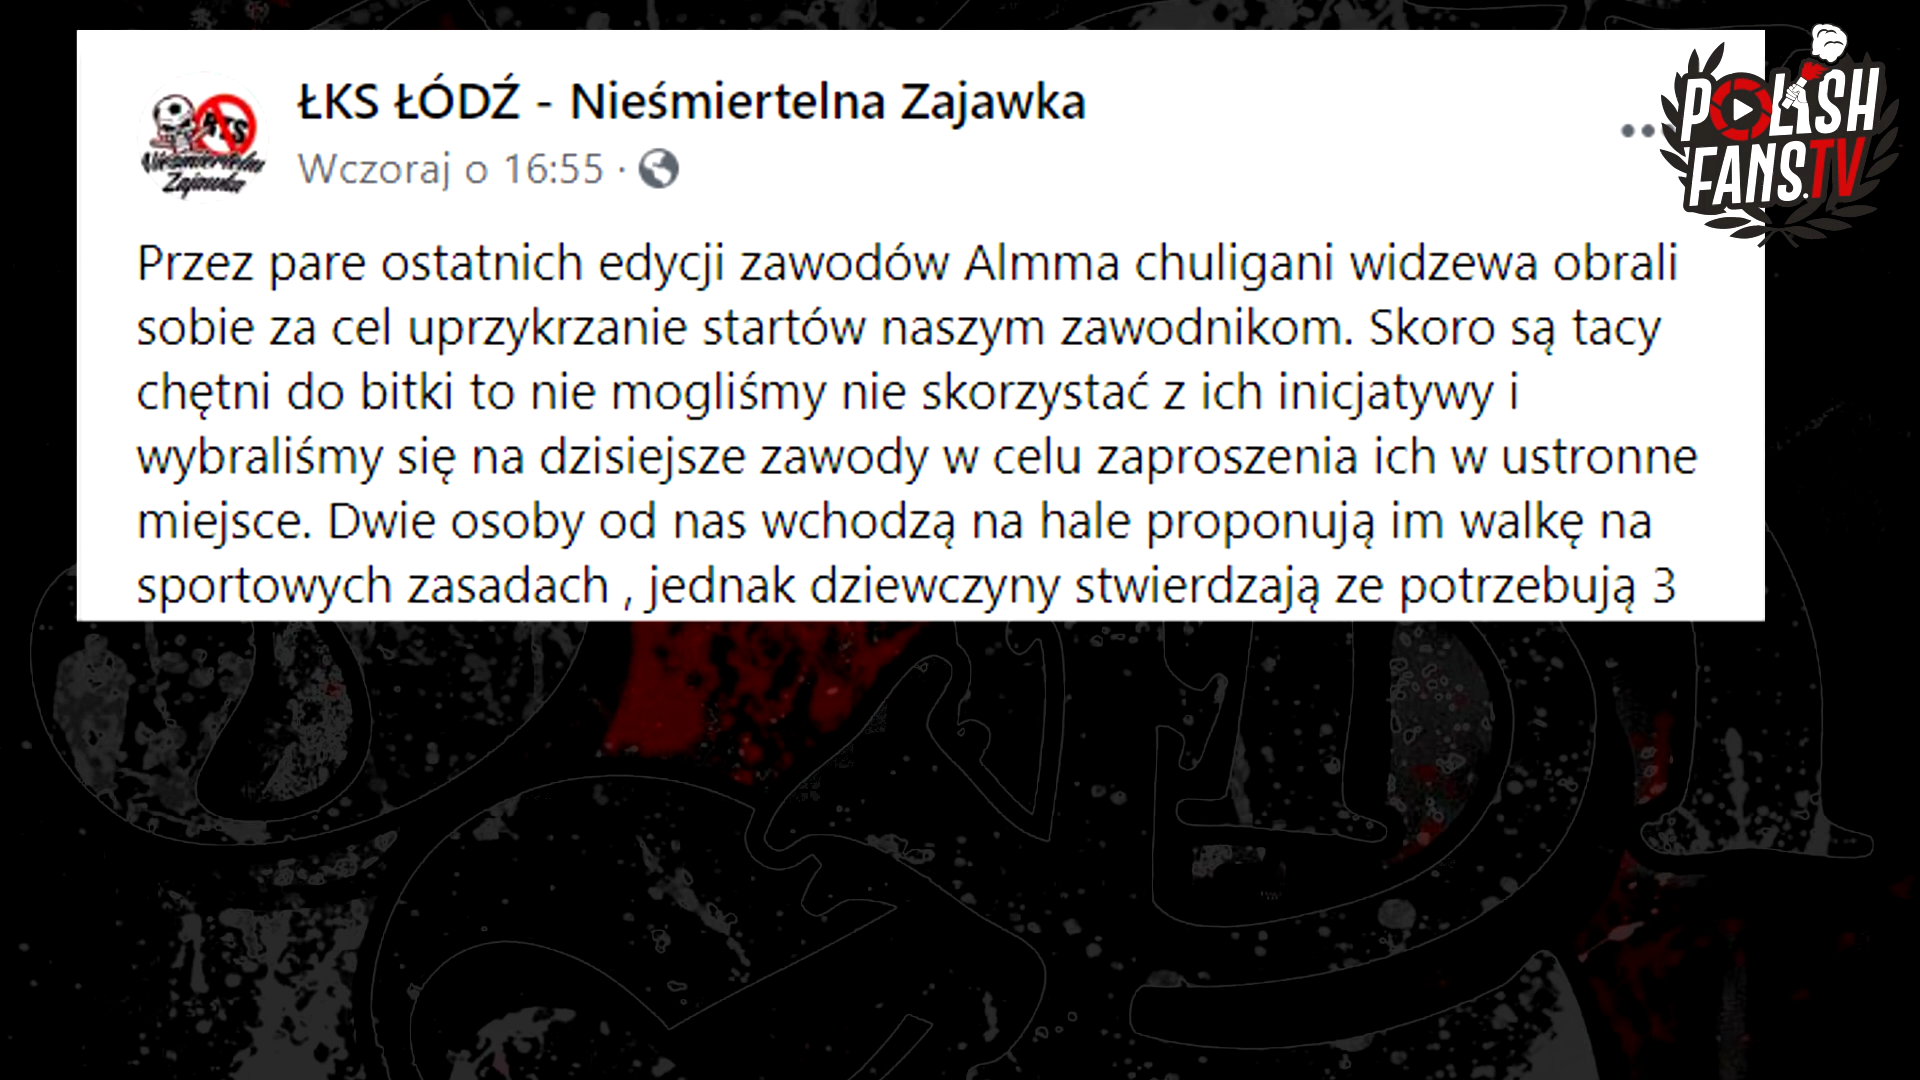 ŁKS ŁÓDŹ - Nieśmiertelna Zajawka
Wczoraj o 16:55 ·
POLISH
FANS.TV
ATS
Nieśmiertelna
Zajawka
Przez pare ostatnich edycji zawodów Almma chuligani widzewa obrali
sobie za cel uprzykrzanie startów naszym zawodnikom. Skoro są tacy
chętni do bitki to nie mogliśmy nie skorzystać z ich inicjatywy i
wybraliśmy się na dzisiejsze zawody w celu zaproszenia ich w ustronne
miejsce. Dwie osoby od nas wchodzą na hale proponują im walkę na
sportowych zasadach , jednak dziewczyny stwierdzają ze potrzebują 3